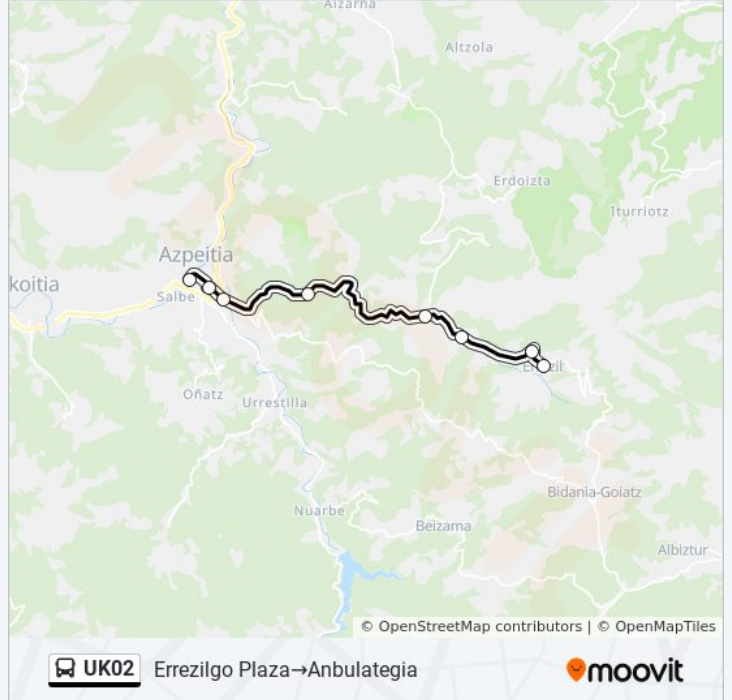 Aizarna
Altzola
Erdoizta
Iturriotz
Azpeitia
koitia
Salbe
Oñatz
Urrestilla
Bidania-Goiatz
Nuarbe
Beizama
Albiztur
© OpenStreetMap contributors | © OpenMapTiles
UK02 Errezilgo Plaza→Anbulategia
moovit